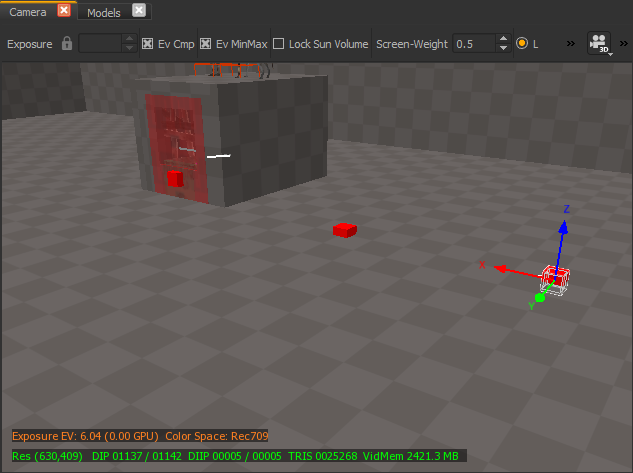 Camera Models
Exposure Ev Cmp Ev MinMax Lock Sun Volume Screen-Weight 0.5 L » 3D »
Z
X
Y
Exposure EV: 6.04 (0.00 GPU) Color Space: Rec709
Res (630,409) DIP 01137 / 01142 DIIP 00005 / 00005 TRIS 0025268 VidMem 2421.3 MB